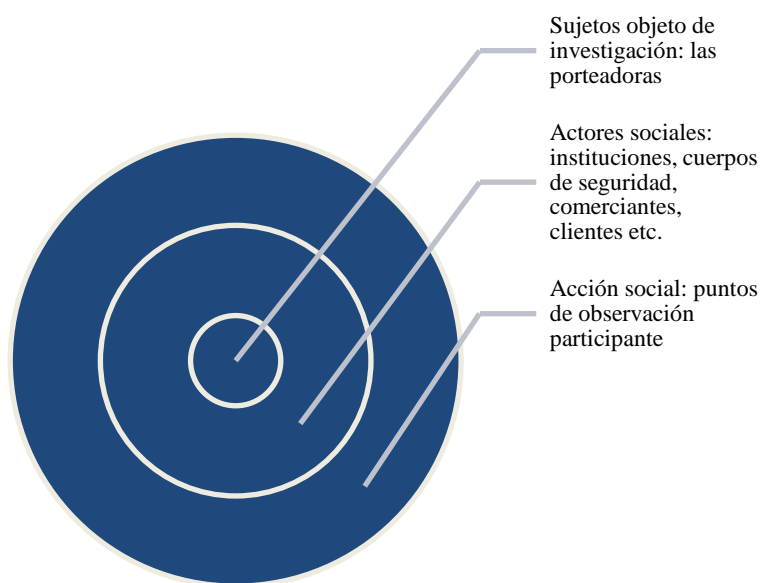 Sujetos objeto de
investigación: las
porteadoras
Actores sociales:
instituciones, cuerpos
de seguridad,
comerciantes,
clientes etc.
Acción social: puntos
de observación
participante